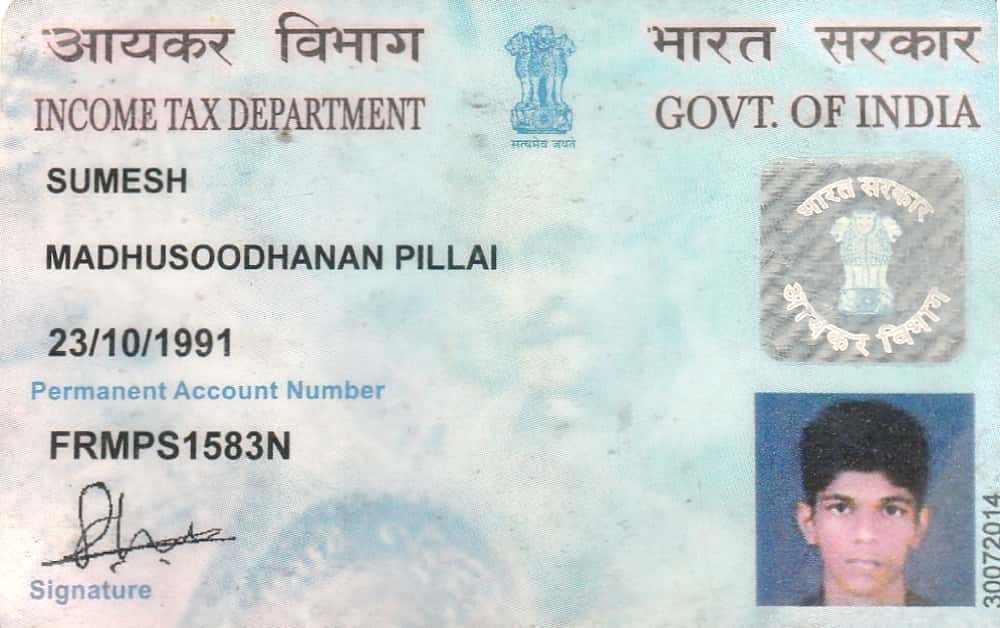 आयकर विभाग
INCOME TAX DEPARTMENT
सत्यमेव जयते
भारत सरकार
GOVT. OF INDIA
SUMESH
MADHUSOODHANAN PILLAI
23/10/1991
Permanent Account Number
FRMPS1583N
Signature
भारत सरकार
आयकर विभाग
30072014